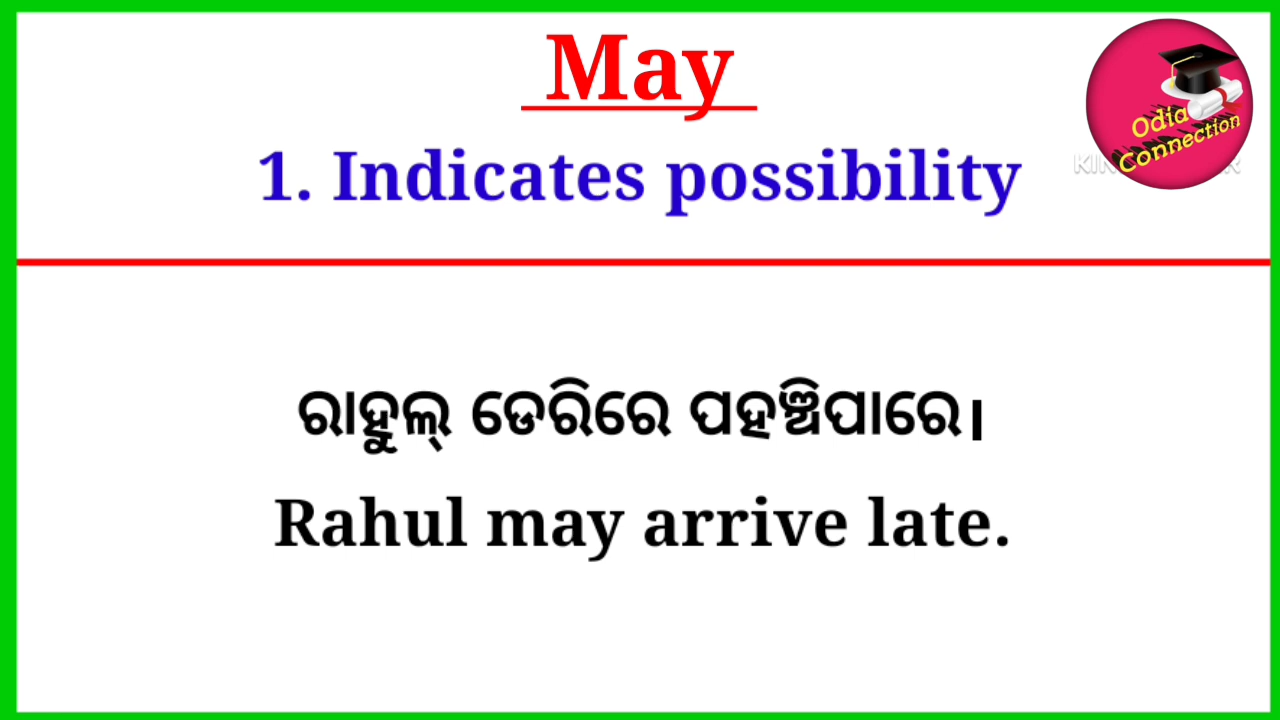 May
1. Indicates possibility
Odia
Connection
ରାହୁଲ୍ ଡେରିରେ ପହଞ୍ଚିପାରେ।
Rahul may arrive late.